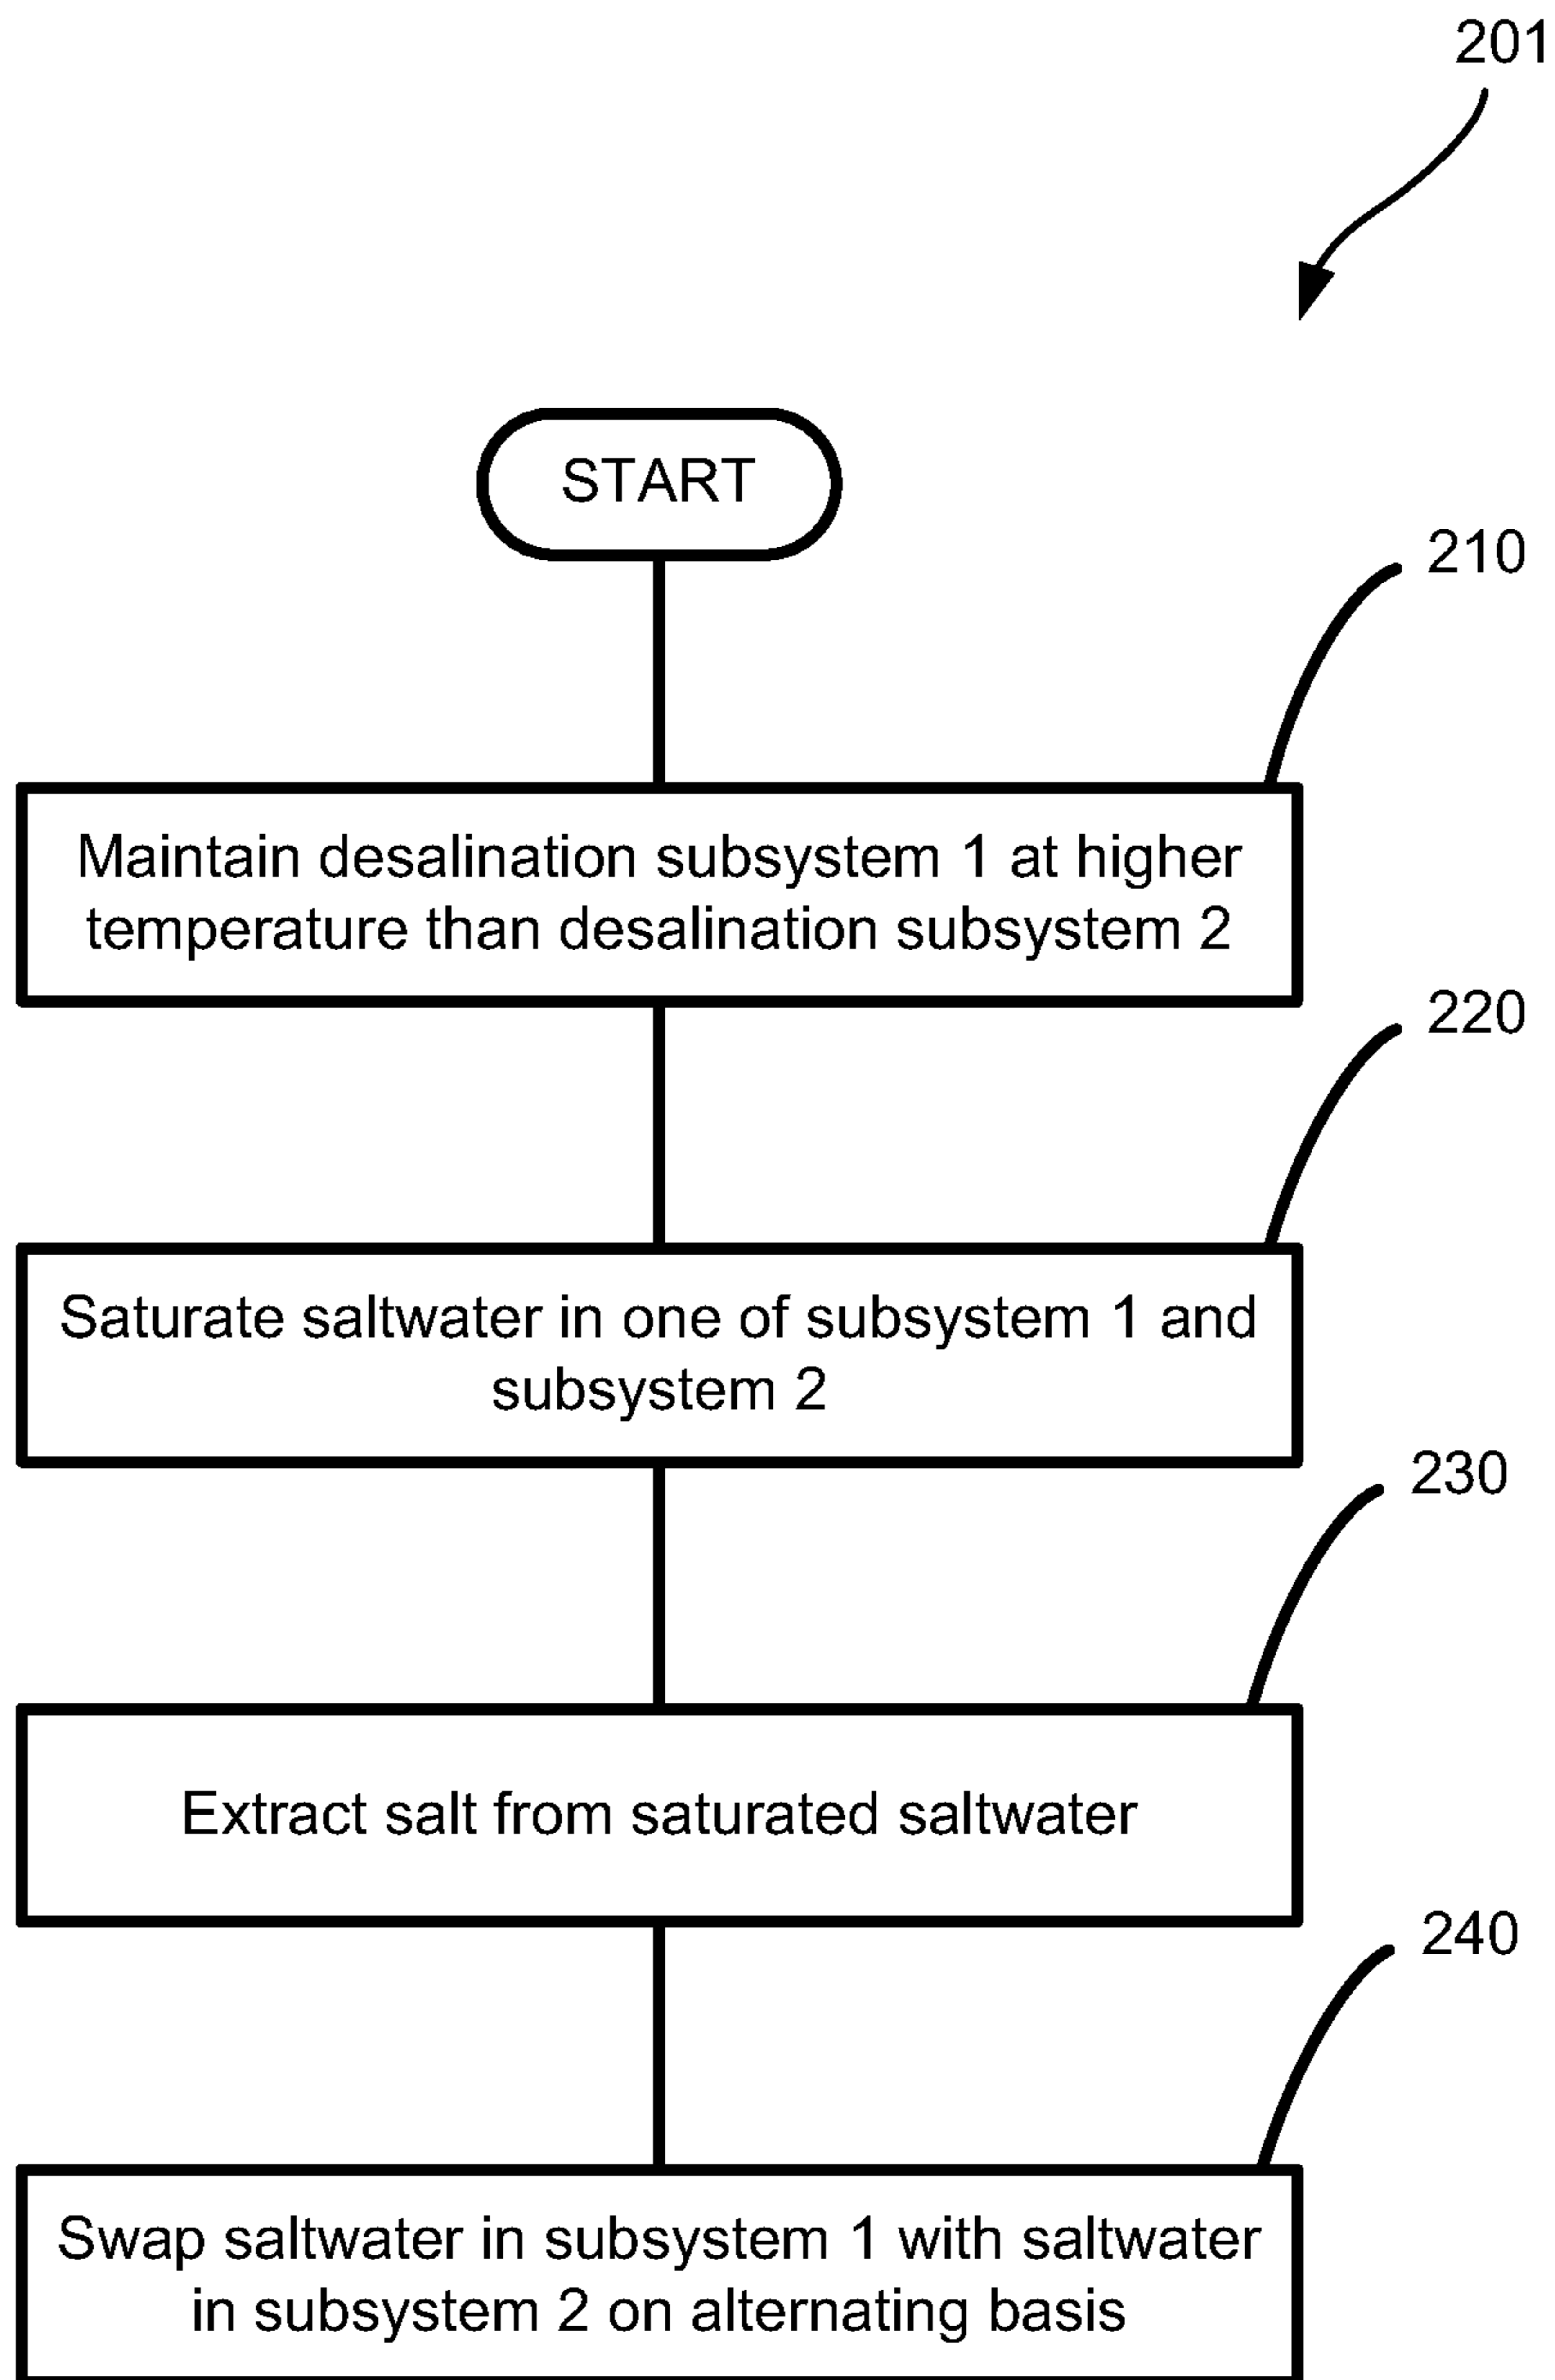 201
START
210
Maintain desalination subsystem 1 at higher
temperature than desalination subsystem 2
220
Saturate saltwater in one of subsystem 1 and
subsystem 2
230
Extract salt from saturated saltwater
240
Swap saltwater in subsystem 1 with saltwater
in subsystem 2 on alternating basis